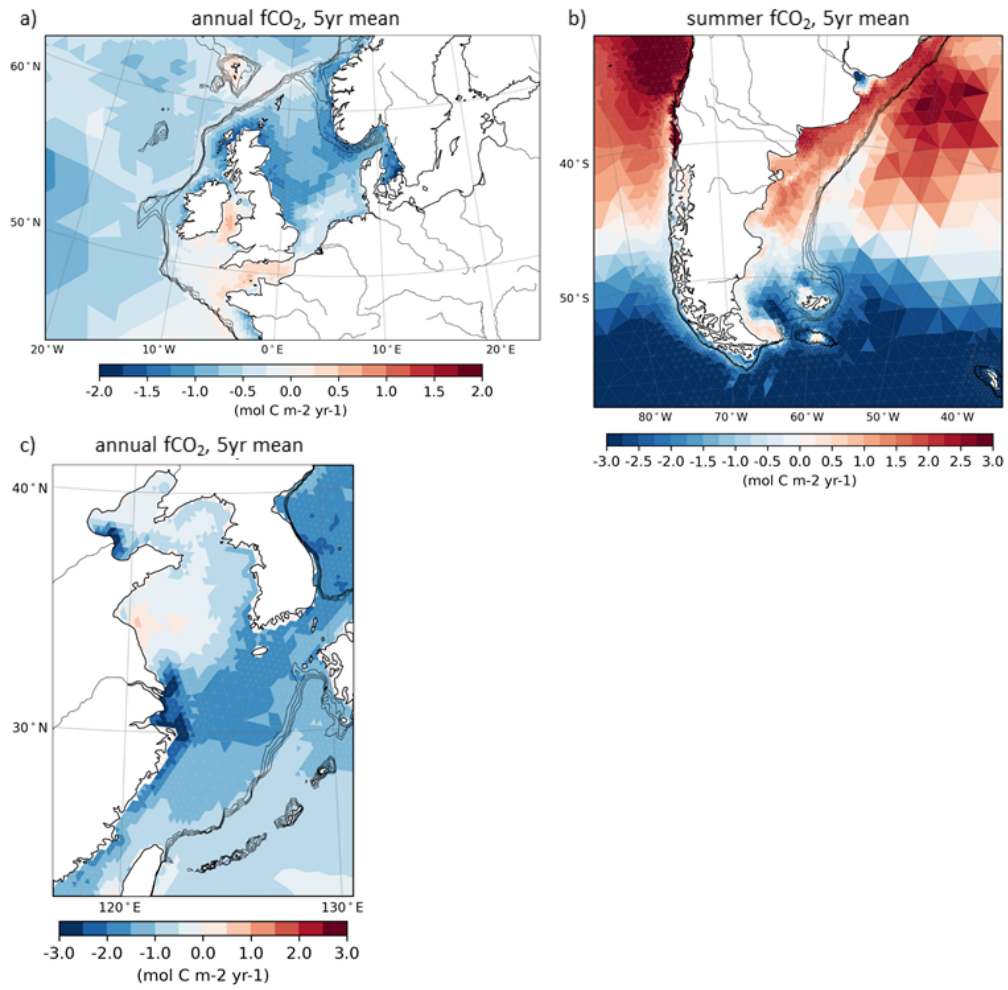 a) annual fCO₂, 5yr mean
60°N
50°N
20°W 10°W 0°E 10°E 20°E
-2.0 -1.5 -1.0 -0.5 0.0 0.5 1.0 1.5 2.0
(mol C m-2 yr-1)
b) summer fCO₂, 5yr mean
40°S
50°S
80°W 70°W 60°W 50°W 40°W
-3.0 -2.5 -2.0 -1.5 -1.0 -0.5 0.0 0.5 1.0 1.5 2.0 2.5 3.0
(mol C m-2 yr-1)
c) annual fCO₂, 5yr mean
40°N
30°N
120°E 130°E
-3.0 -2.0 -1.0 0.0 1.0 2.0 3.0
(mol C m-2 yr-1)